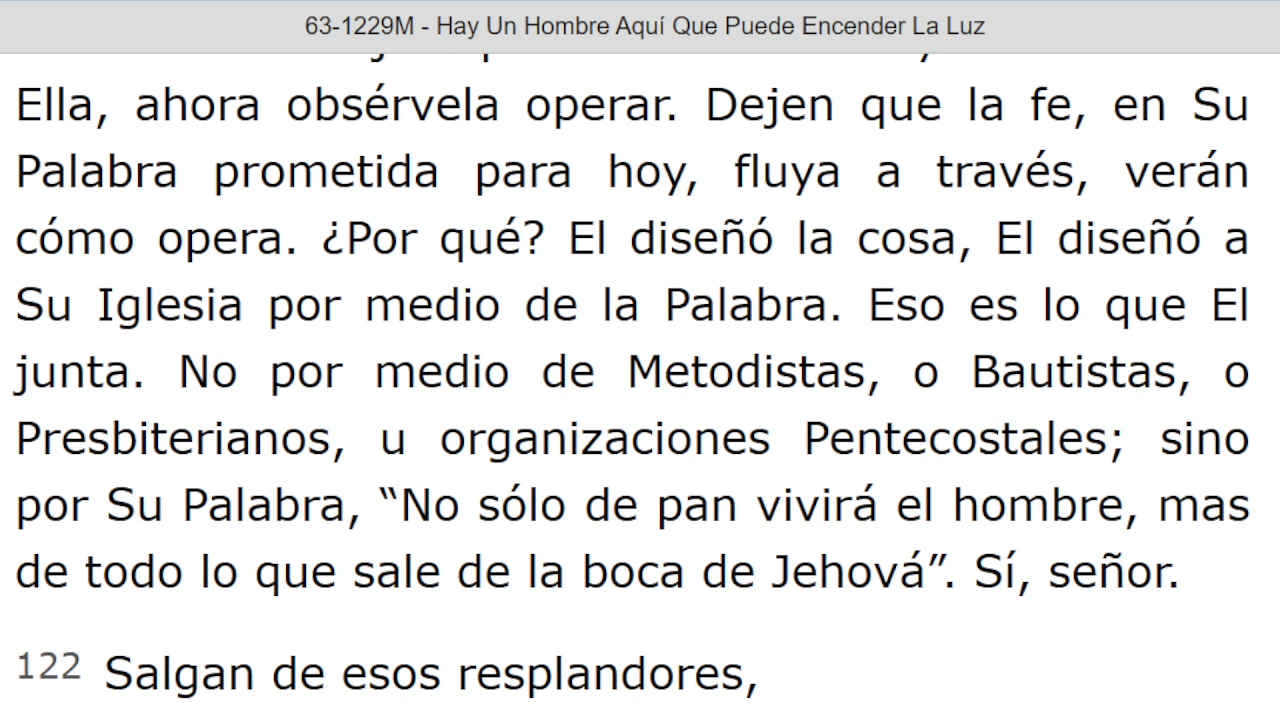 63-1229M - Hay Un Hombre Aquí Que Puede Encender La Luz
Ella, ahora obsérvela operar. Dejen que la fe, en Su
Palabra prometida para hoy, fluya a través, verán
cómo opera. ¿Por qué? El diseñó la cosa, El diseñó a
Su Iglesia por medio de la Palabra. Eso es lo que El
junta. No por medio de Metodistas, o Bautistas, o
Presbiterianos, u organizaciones Pentecostales; sino
por Su Palabra, “No sólo de pan vivirá el hombre, mas
de todo lo que sale de la boca de Jehová”. Sí, señor.
122 Salgan de esos resplandores,